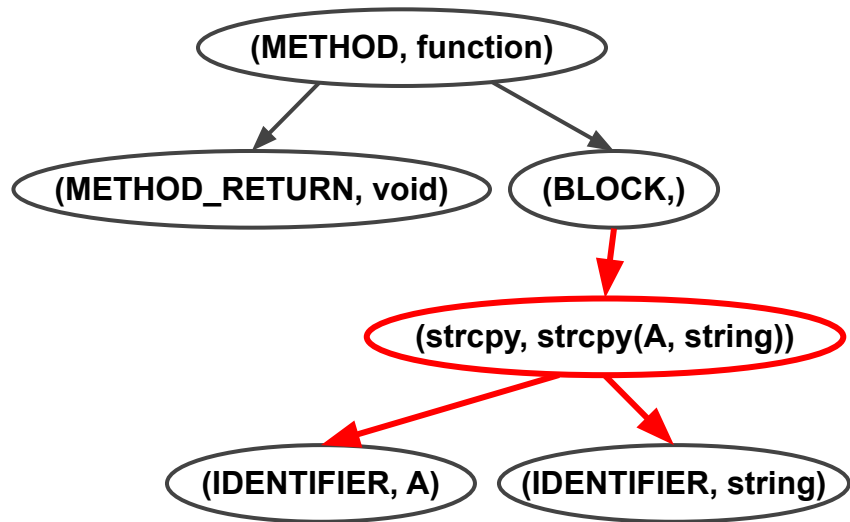 (METHOD, function)
(METHOD_RETURN, void)
(BLOCK,)
(strcpy, strcpy(A, string))
(IDENTIFIER, A)
(IDENTIFIER, string)